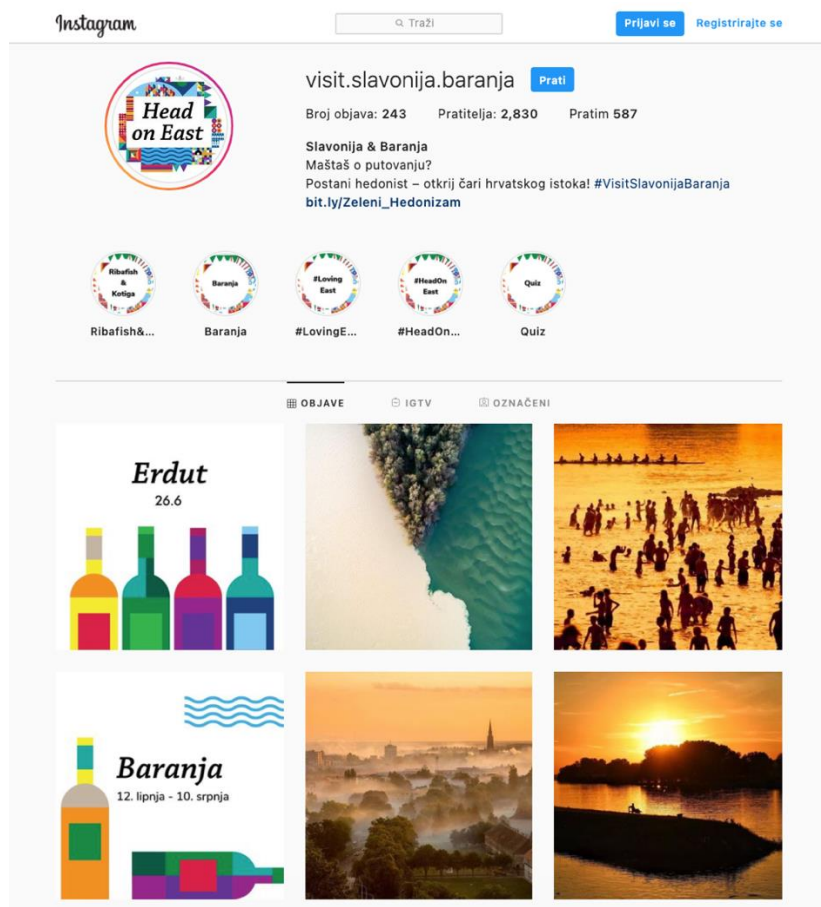 Instagram
Traži
Prijavi se
Registrirajte se
Head
on East
visit.slavonija.baranja
Prati
Broj objava: 243 Pratitelja: 2,830 Pratim 587
Slavonija & Baranja
Maštaš o putovanju?
Postani hedonist – otkrij čari hrvatskog istoka! #VisitSlavonijaBaranja
bit.ly/Zeleni_Hedonizam
Ribafish
&
Kotiga
Baranja
#Loving
East
#HeadOn
East
Quiz
Ribafish&... Baranja #LovingE... #HeadOn... Quiz
OBJAVE IGTV OZNAČENI
Erdut
26.6
Baranja
12. lipnja - 10. srpnja